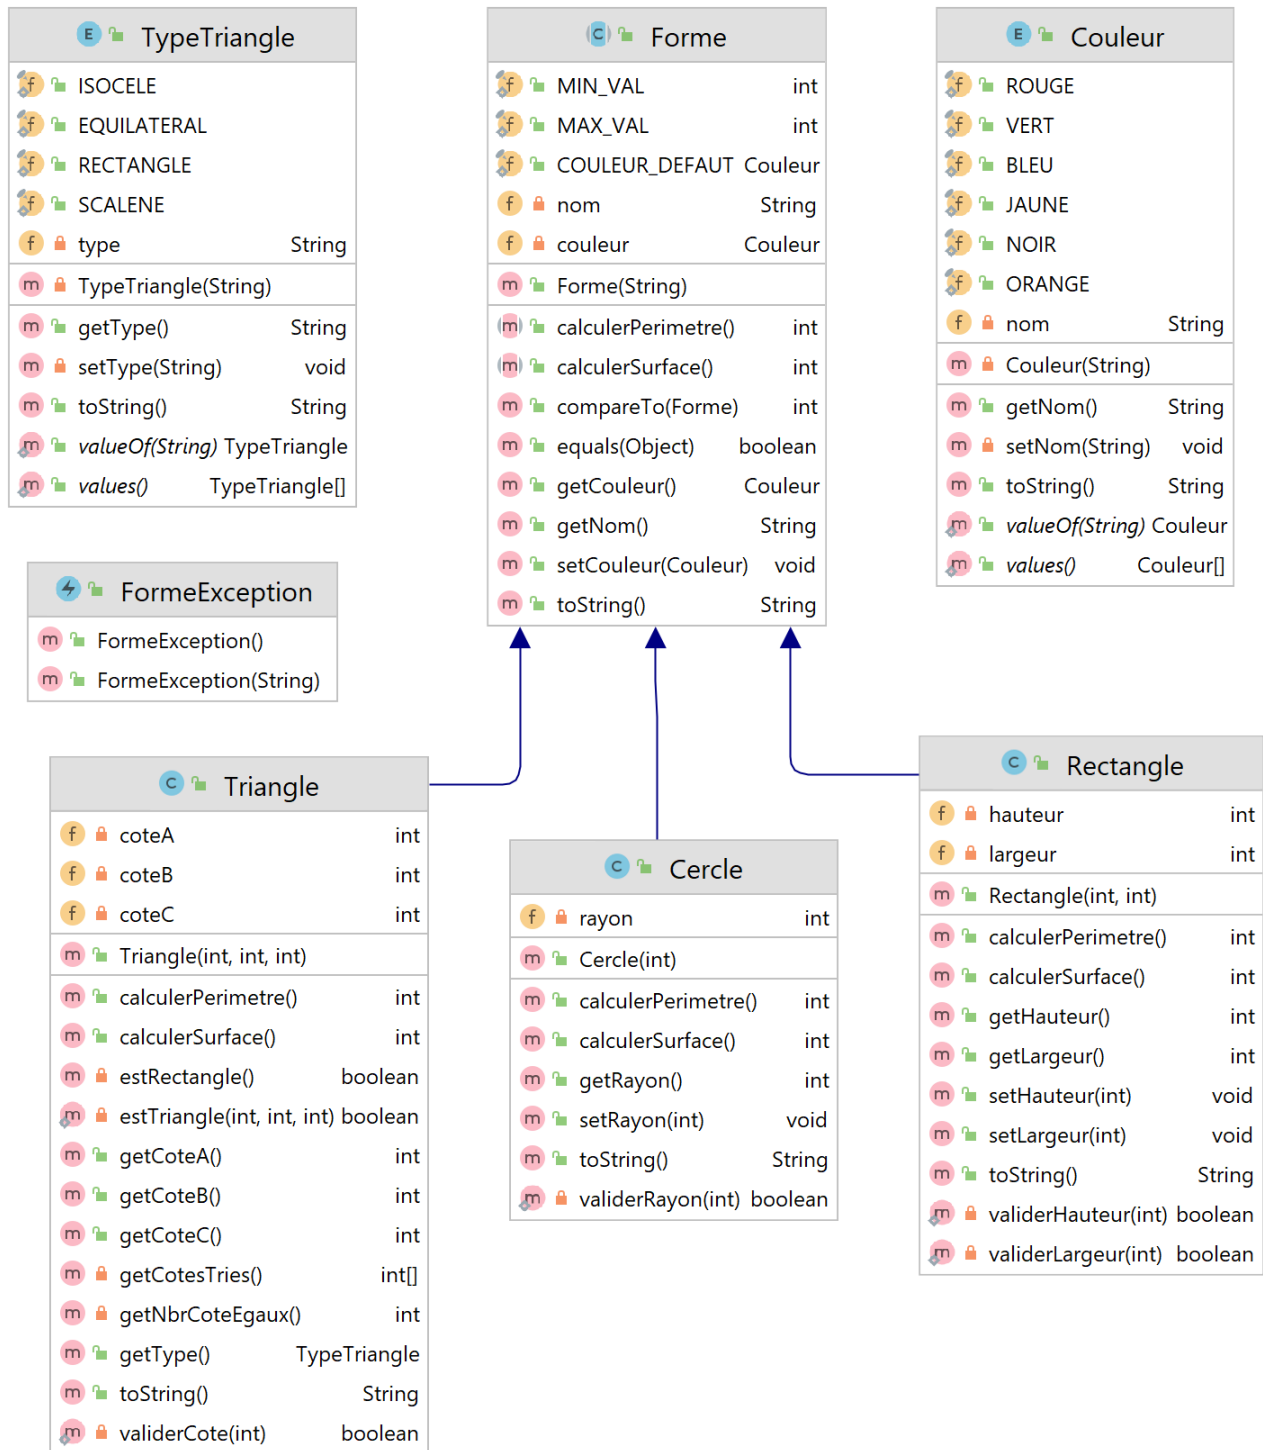 TypeTriangle
ISOCELE
EQUILATERAL
RECTANGLE
SCALENE
type String
TypeTriangle(String)
getType() String
setType(String) void
toString() String
valueOf(String) TypeTriangle
values() TypeTriangle[]
Forme
MIN_VAL int
MAX_VAL int
COULEUR_DEFAUT Couleur
nom String
couleur Couleur
Forme(String)
calculerPerimetre() int
calculerSurface() int
compareTo(Forme) int
equals(Object) boolean
getCouleur() Couleur
getNom() String
setCouleur(Couleur) void
toString() String
Couleur
ROUGE
VERT
BLEU
JAUNE
NOIR
ORANGE
nom String
Couleur(String)
getNom() String
setNom(String) void
toString() String
valueOf(String) Couleur
values() Couleur[]
FormeException
FormeException()
FormeException(String)
Triangle
coteA int
coteB int
coteC int
Triangle(int, int, int)
calculerPerimetre() int
calculerSurface() int
estRectangle() boolean
estTriangle(int, int, int) boolean
getCoteA() int
getCoteB() int
getCoteC() int
getCotesTries() int[]
getNbrCoteEgaux() int
getType() TypeTriangle
toString() String
validerCote(int) boolean
Cercle
rayon int
Cercle(int)
calculerPerimetre() int
calculerSurface() int
getRayon() int
setRayon(int) void
toString() String
validerRayon(int) boolean
Rectangle
hauteur int
largeur int
Rectangle(int, int)
calculerPerimetre() int
calculerSurface() int
getHauteur() int
getLargeur() int
setHauteur(int) void
setLargeur(int) void
toString() String
validerHauteur(int) boolean
validerLargeur(int) boolean